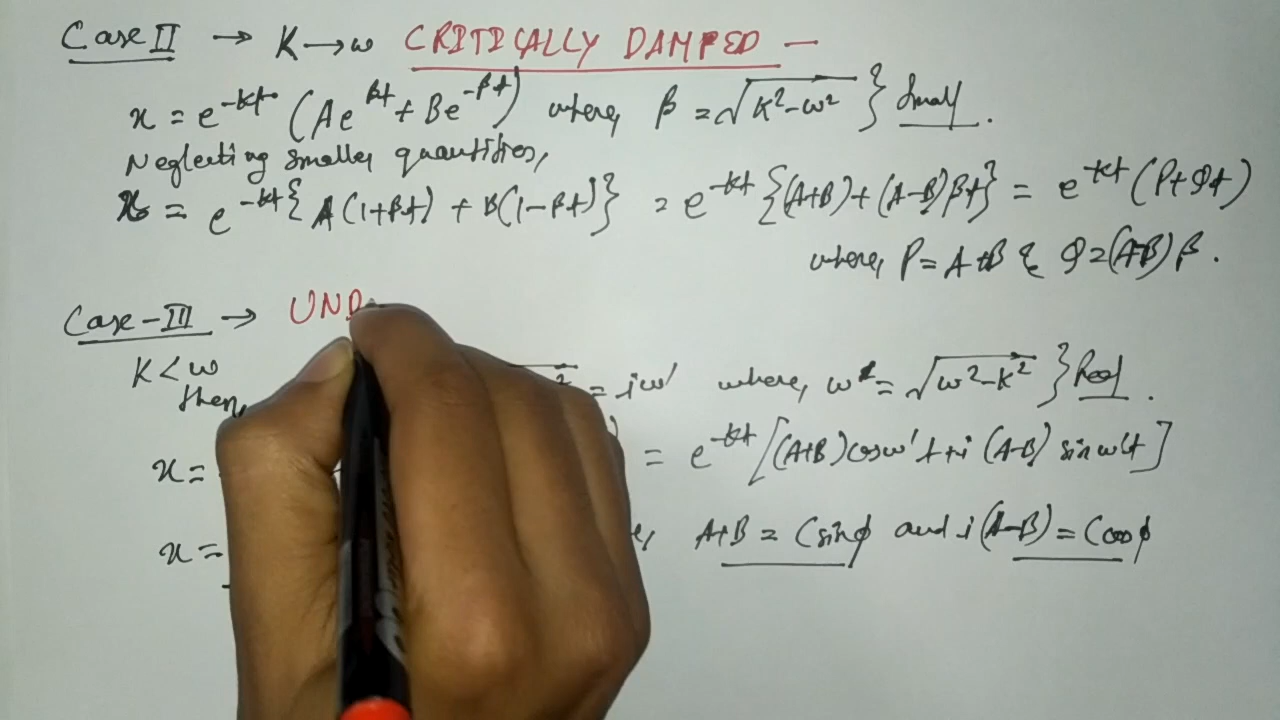 Case II → K→ω CRITICALLY DAMPED —
x = e^{-Kt} (Ae^{βt} + Be^{-βt}) where, β = √(K²-ω²) } Small.
Neglecting smaller quantities,
x = e^{-Kt}{A(1+βt) + B(1-βt)} = e^{-Kt}{(A+B)+(A-B)βt} = e^{-Kt}(P+Qt)
where, P = A+B & Q=(A-B)β.
Case-III → UND
K<ω
then, = iω' where, ω' = √(ω²-K²) } Real.
x = = e^{-Kt}[(A+B)cosω't+i(A-B) sinω't]
x = A+B = C sinϕ and i(A-B) = C cosϕ